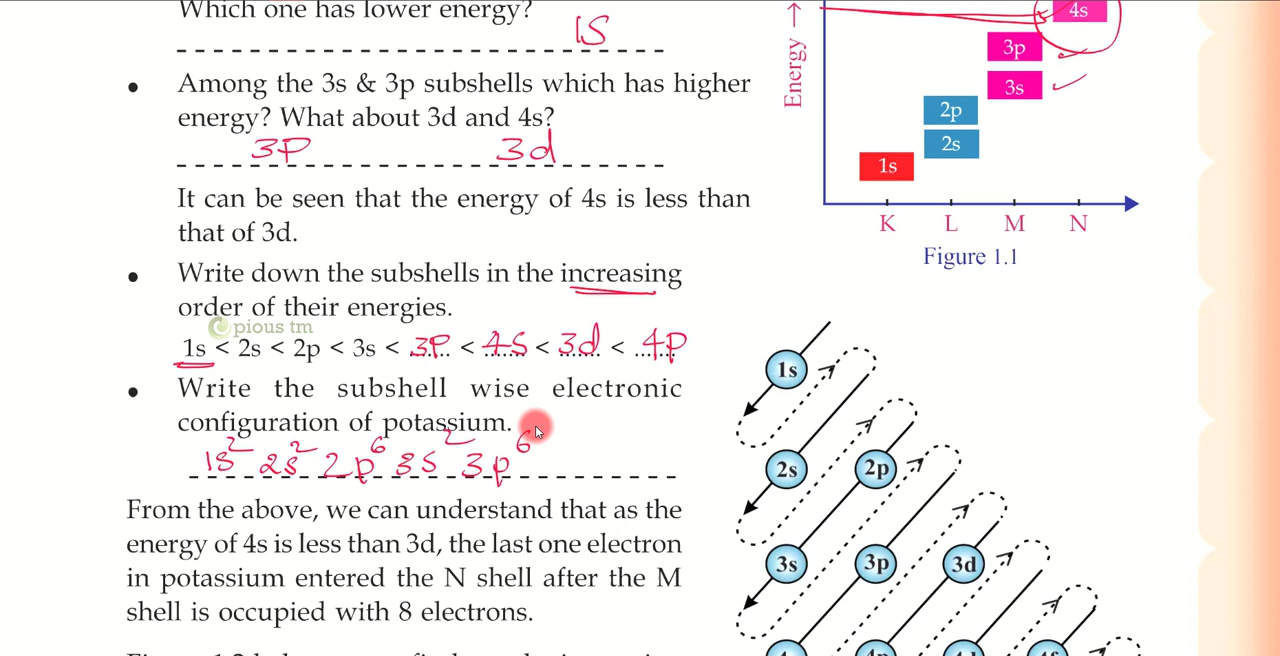 Which one has lower energy?
1S
• Among the 3s & 3p subshells which has higher
energy? What about 3d and 4s?
3P 3d
It can be seen that the energy of 4s is less than
that of 3d.
• Write down the subshells in the increasing
order of their energies.
Copious tm
1s < 2s < 2p < 3s < 3P < 4S < 3d < 4P
• Write the subshell wise electronic
configuration of potassium.
1s² 2s² 2p⁶ 3s² 3p⁶
From the above, we can understand that as the
energy of 4s is less than 3d, the last one electron
in potassium entered the N shell after the M
shell is occupied with 8 electrons.
Energy →
4s
3p
3s
2p
2s
1s
K L M N
Figure 1.1
1s
2s 2p
3s 3p 3d